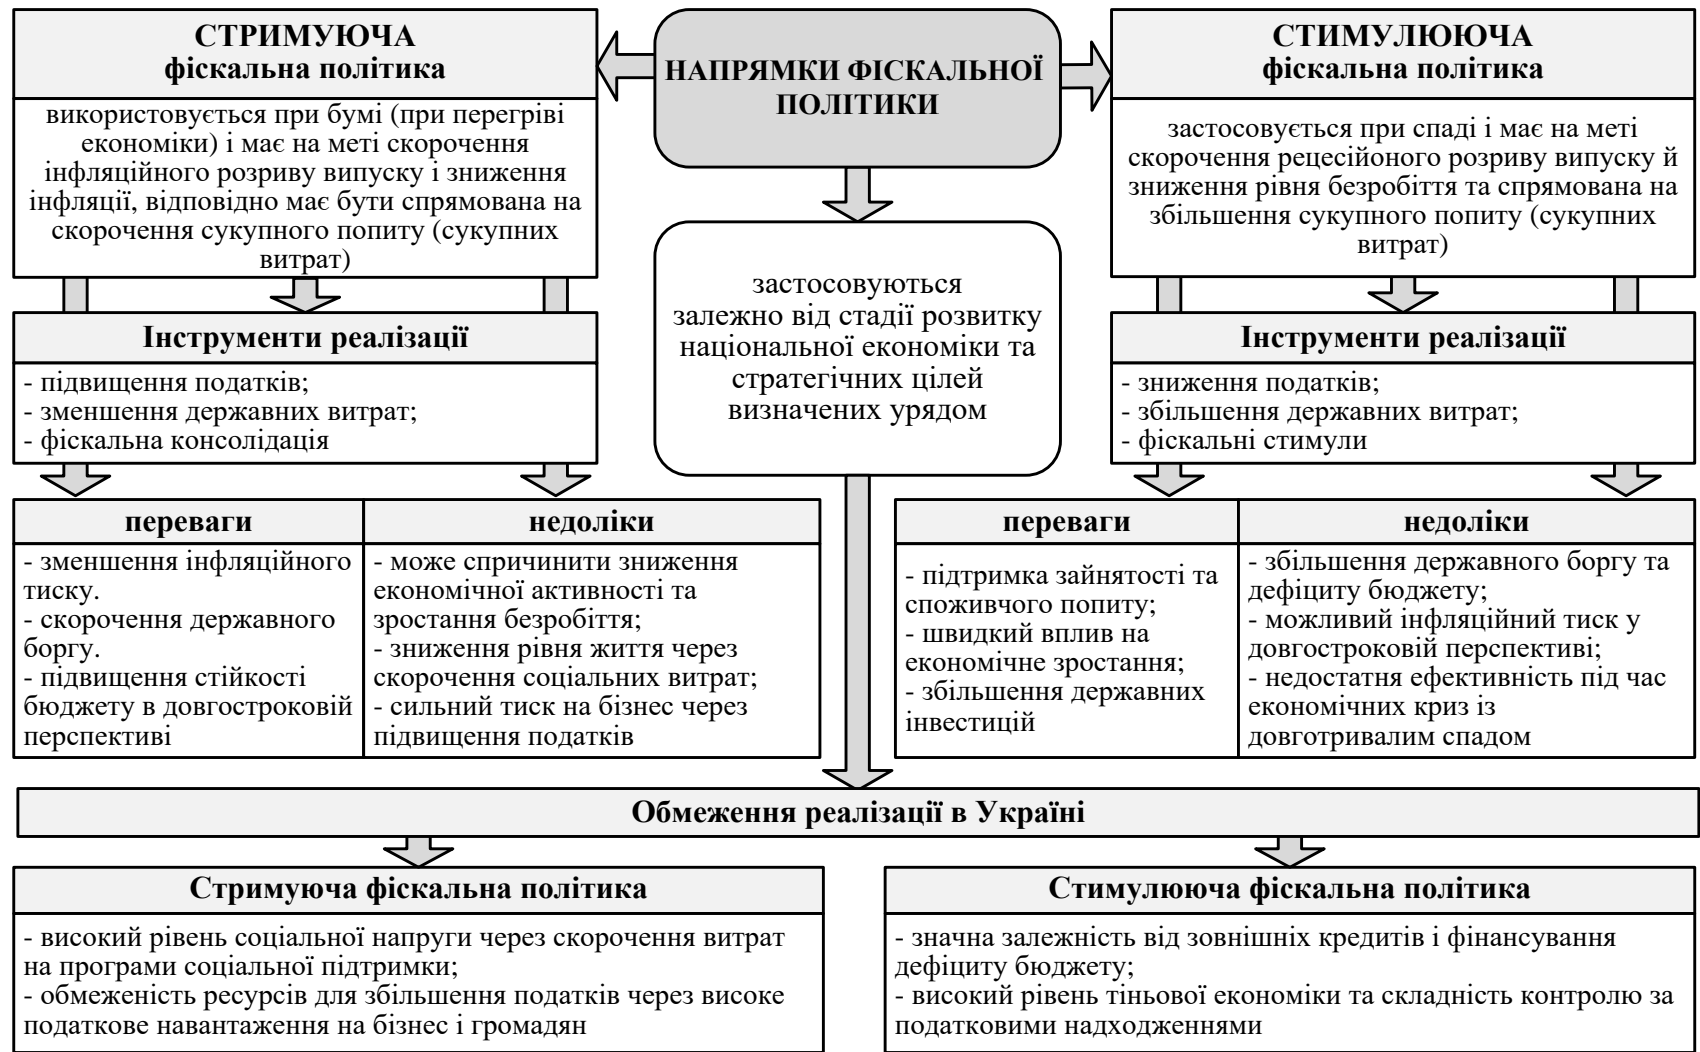 СТРИМУЮЧА
фіскальна політика
використовується при бумі (при перегріві
економіки) і має на меті скорочення
інфляційного розриву випуску і зниження
інфляції, відповідно має бути спрямована на
скорочення сукупного попиту (сукупних
витрат)
НАПРЯМКИ ФІСКАЛЬНОЇ
ПОЛІТИКИ
СТИМУЛЮЮЧА
фіскальна політика
застосовується при спаді і має на меті
скорочення рецесійоного розриву випуску й
зниження рівня безробіття та спрямована на
збільшення сукупного попиту (сукупних
витрат)
застосовуються
залежно від стадії розвитку
національної економіки та
стратегічних цілей
визначених урядом
Інструменти реалізації
- підвищення податків;
- зменшення державних витрат;
- фіскальна консолідація
Інструменти реалізації
- зниження податків;
- збільшення державних витрат;
- фіскальні стимули
переваги
- зменшення інфляційного
тиску.
- скорочення державного
боргу.
- підвищення стійкості
бюджету в довгостроковій
перспективі
недоліки
- може спричинити зниження
економічної активності та
зростання безробіття;
- зниження рівня життя через
скорочення соціальних витрат;
- сильний тиск на бізнес через
підвищення податків
переваги
- підтримка зайнятості та
споживчого попиту;
- швидкий вплив на
економічне зростання;
- збільшення державних
інвестицій
недоліки
- збільшення державного боргу та
дефіциту бюджету;
- можливий інфляційний тиск у
довгостроковій перспективі;
- недостатня ефективність під час
економічних криз із
довготривалим спадом
Обмеження реалізації в Україні
Стримуюча фіскальна політика
- високий рівень соціальної напруги через скорочення витрат
на програми соціальної підтримки;
- обмеженість ресурсів для збільшення податків через високе
податкове навантаження на бізнес і громадян
Стимулююча фіскальна політика
- значна залежність від зовнішніх кредитів і фінансування
дефіциту бюджету;
- високий рівень тіньової економіки та складність контролю за
податковими надходженнями